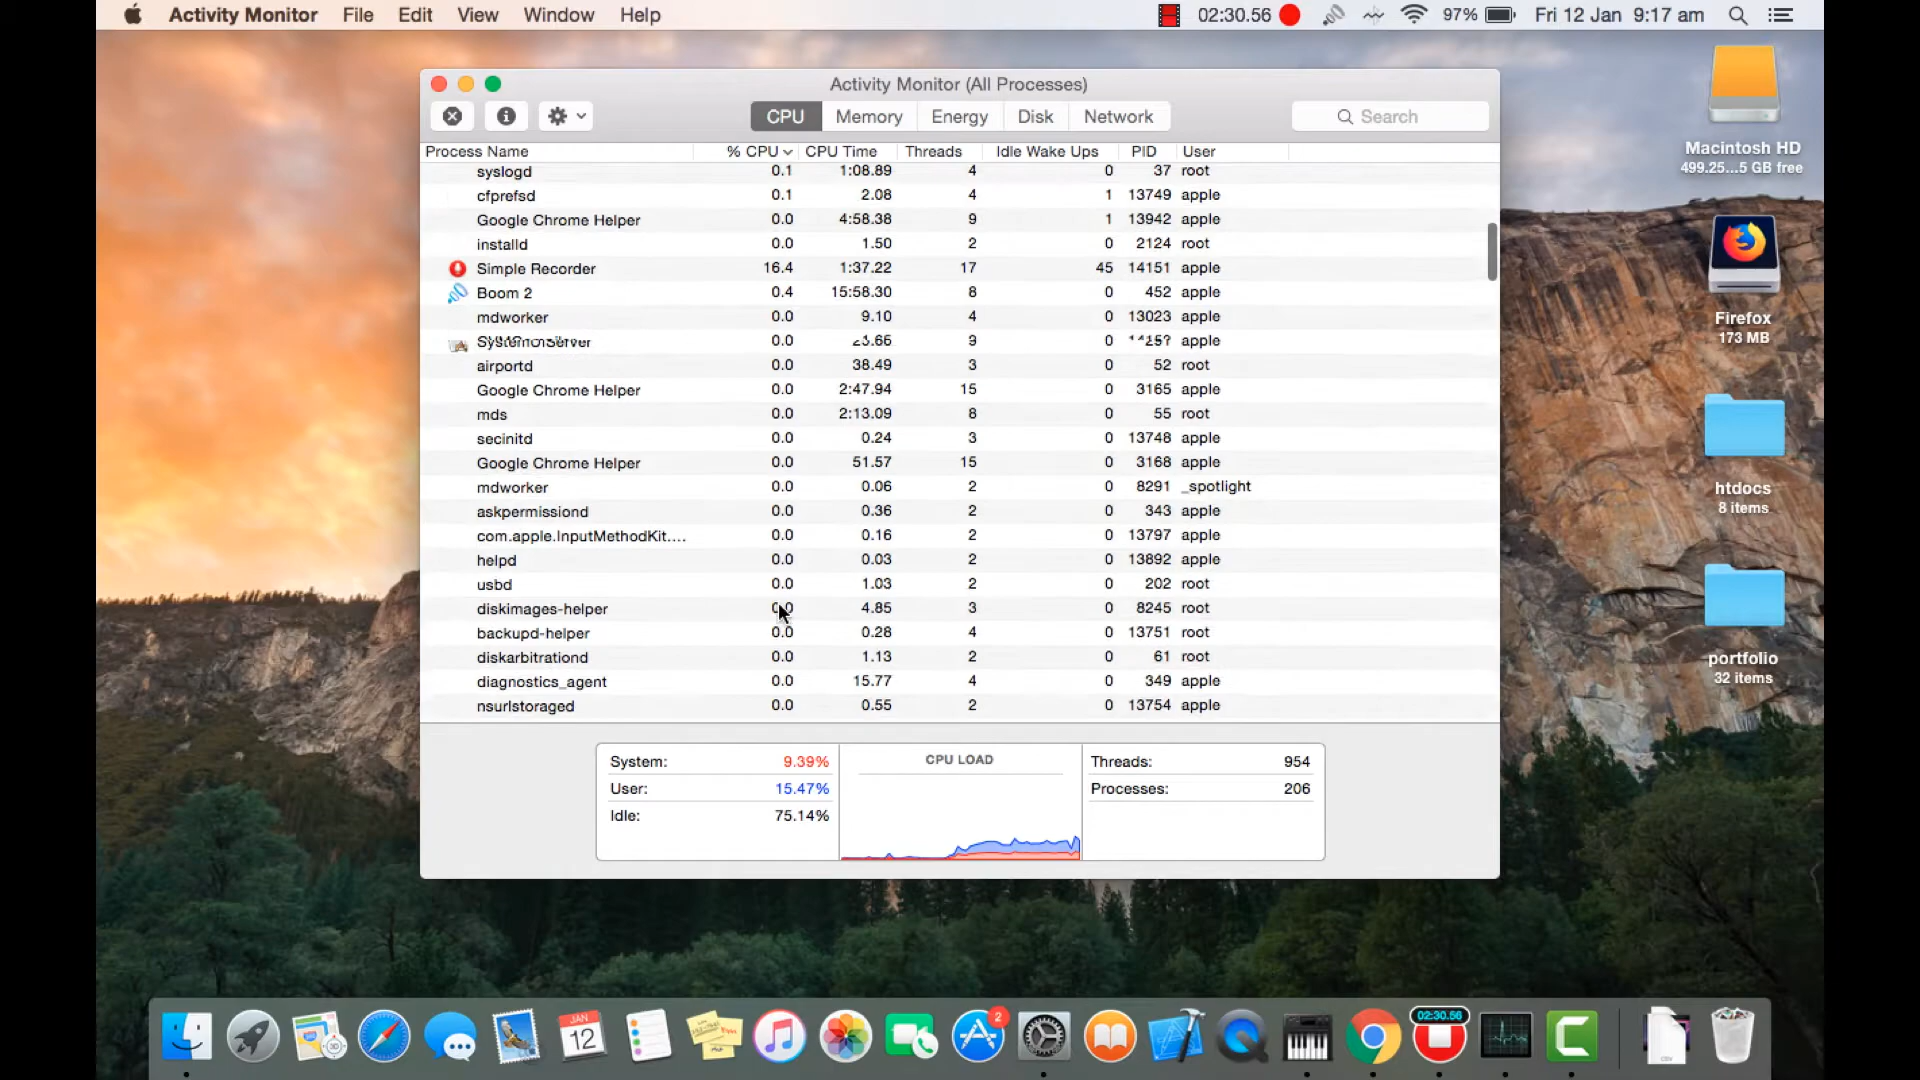 Activity Monitor File Edit View Window Help 02:30.56 97% Fri 12 Jan 9:17 am
Activity Monitor (All Processes)
CPU Memory Energy Disk Network Search
Process Name % CPU CPU Time Threads Idle Wake Ups PID User
syslogd 0.1 1:08.89 4 0 37 root
cfprefsd 0.1 2.08 4 1 13749 apple
Google Chrome Helper 0.0 4:58.38 9 1 13942 apple
installd 0.0 1.50 2 0 2124 root
Simple Recorder 16.4 1:37.22 17 45 14151 apple
Boom 2 0.4 15:58.30 8 0 452 apple
mdworker 0.0 9.10 4 0 13023 apple
0.0 9 0 apple
airportd 0.0 38.49 3 0 52 root
Google Chrome Helper 0.0 2:47.94 15 0 3165 apple
mds 0.0 2:13.09 8 0 55 root
secinitd 0.0 0.24 3 0 13748 apple
Google Chrome Helper 0.0 51.57 15 0 3168 apple
mdworker 0.0 0.06 2 0 8291 _spotlight
askpermissiond 0.0 0.36 2 0 343 apple
com.apple.InputMethodKit.... 0.0 0.16 2 0 13797 apple
helpd 0.0 0.03 2 0 13892 apple
usbd 0.0 1.03 2 0 202 root
diskimages-helper 0.0 4.85 3 0 8245 root
backupd-helper 0.0 0.28 4 0 13751 root
diskarbitrationd 0.0 1.13 2 0 61 root
diagnostics_agent 0.0 15.77 4 0 349 apple
nsurlstoraged 0.0 0.55 2 0 13754 apple
System: 9.39%
User: 15.47%
Idle: 75.14%
CPU LOAD
Threads: 954
Processes: 206
Macintosh HD
499.25...5 GB free
Firefox
173 MB
htdocs
8 items
portfolio
32 items
JAN
12
2
02:30.56